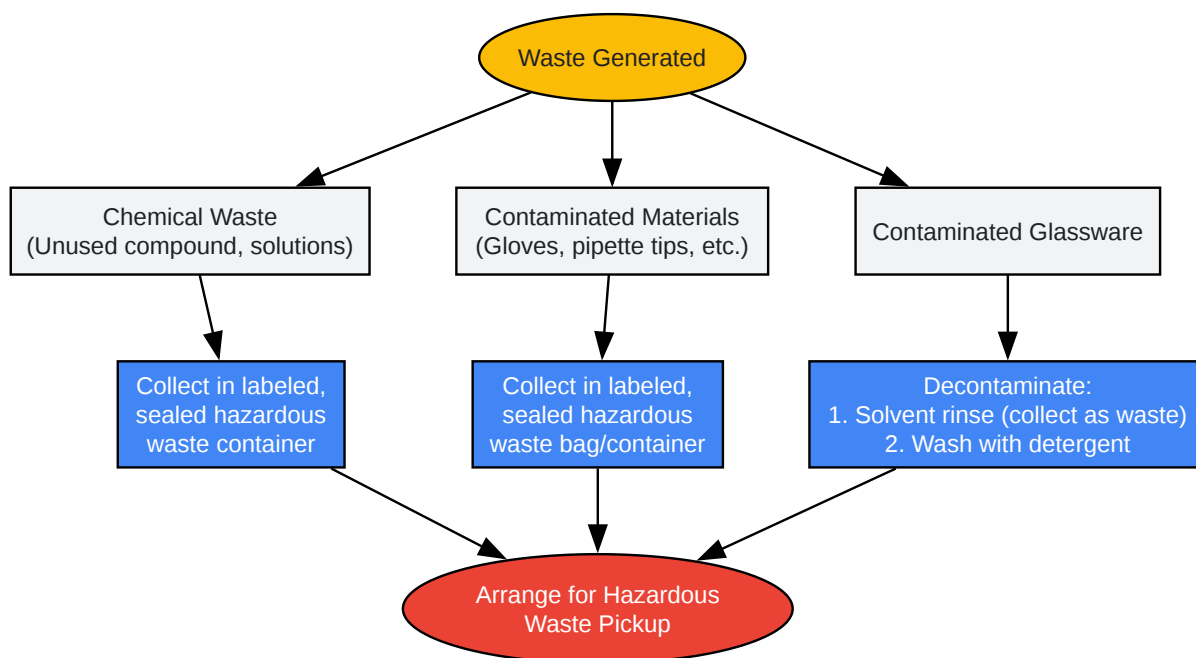 Waste Generated
Chemical Waste
(Unused compound, solutions)
Contaminated Materials
(Gloves, pipette tips, etc.)
Contaminated Glassware
Collect in labeled,
sealed hazardous
waste container
Collect in labeled,
sealed hazardous
waste bag/container
Decontaminate:
1. Solvent rinse (collect as waste)
2. Wash with detergent
Arrange for Hazardous
Waste Pickup